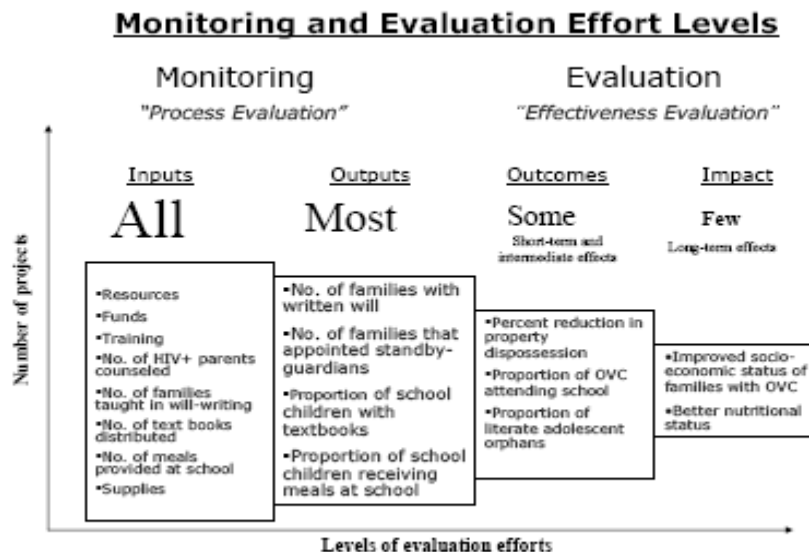 Monitoring and Evaluation Effort Levels
Monitoring
"Process Evaluation"
Evaluation
"Effectiveness Evaluation"
Number of projects
Inputs
All
▪Resources
▪Funds
▪Training
▪No. of HIV+ parents
counseled
▪No. of families
taught in will-writing
▪No. of text books
distributed
▪No. of meals
provided at school
▪Supplies
Outputs
Most
▪No. of families with
written will
▪No. of families that
appointed standby-
guardians
▪Proportion of school
children with
textbooks
▪Proportion of school
children receiving
meals at school
Outcomes
Some
Short-term and
intermediate effects
▪Percent reduction in
property
dispossession
▪Proportion of OVC
attending school
▪Proportion of
literate adolescent
orphans
Impact
Few
Long-term effects
▪Improved socio-
economic status of
families with OVC
▪Better nutritional
status
Levels of evaluation efforts